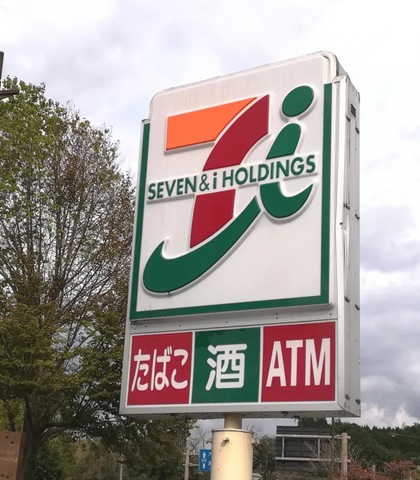 SEVEN&i HOLDINGS
たばこ 酒 ATM